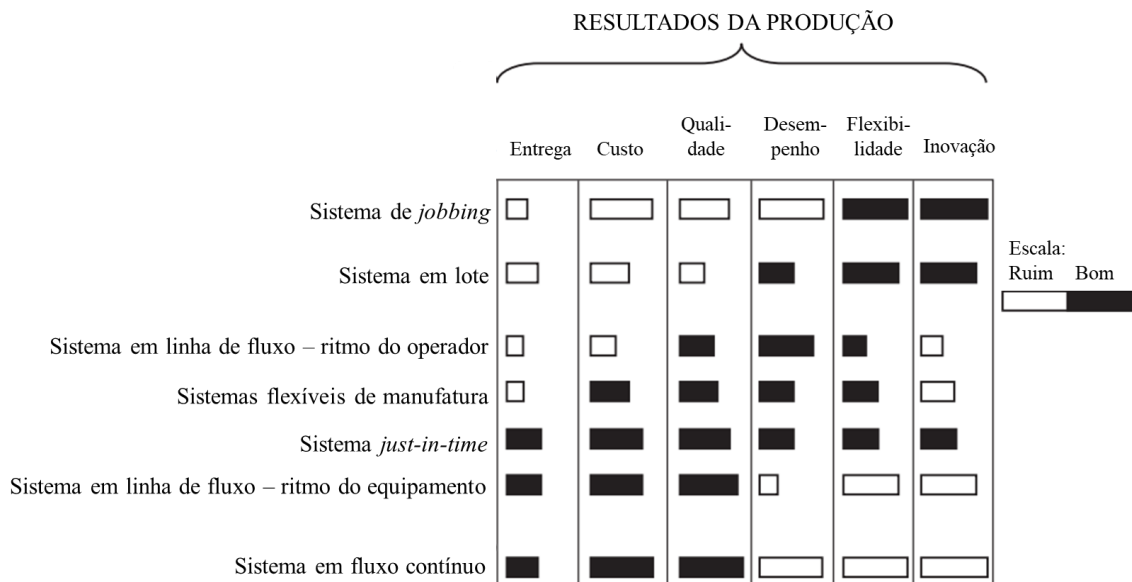 RESULTADOS DA PRODUÇÃO
Entrega
Custo
Quali-
dade
Desem-
penho
Flexibi-
lidade
Inovação
Sistema de jobbing
Sistema em lote
Sistema em linha de fluxo – ritmo do operador
Sistemas flexíveis de manufatura
Sistema just-in-time
Sistema em linha de fluxo – ritmo do equipamento
Sistema em fluxo contínuo
Escala:
Ruim Bom